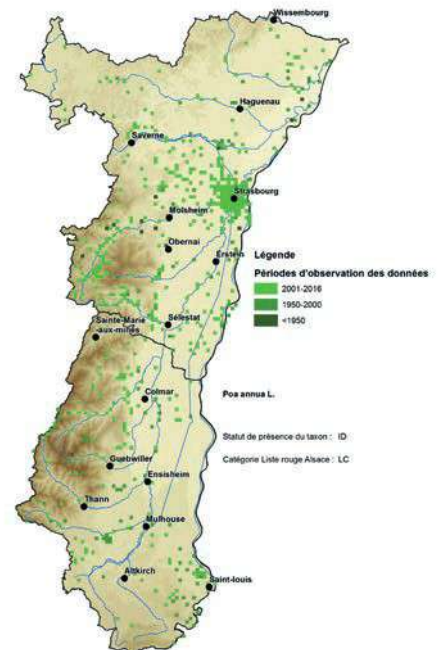 Wissembourg
Haguenau
Saverne
Strasbourg
Molsheim
Obernai
Légende
Erstein
Périodes d'observation des données
2001-2016
1950-2000
<1950
Sainte-Marie
-aux-mines
Sélestat
Colmar
Poa annua L.
Statut de présence du taxon : ID
Guebwiller
Catégorie Liste rouge Alsace : LC
Ensisheim
Thann
Mulhouse
Altkirch
Saint-louis